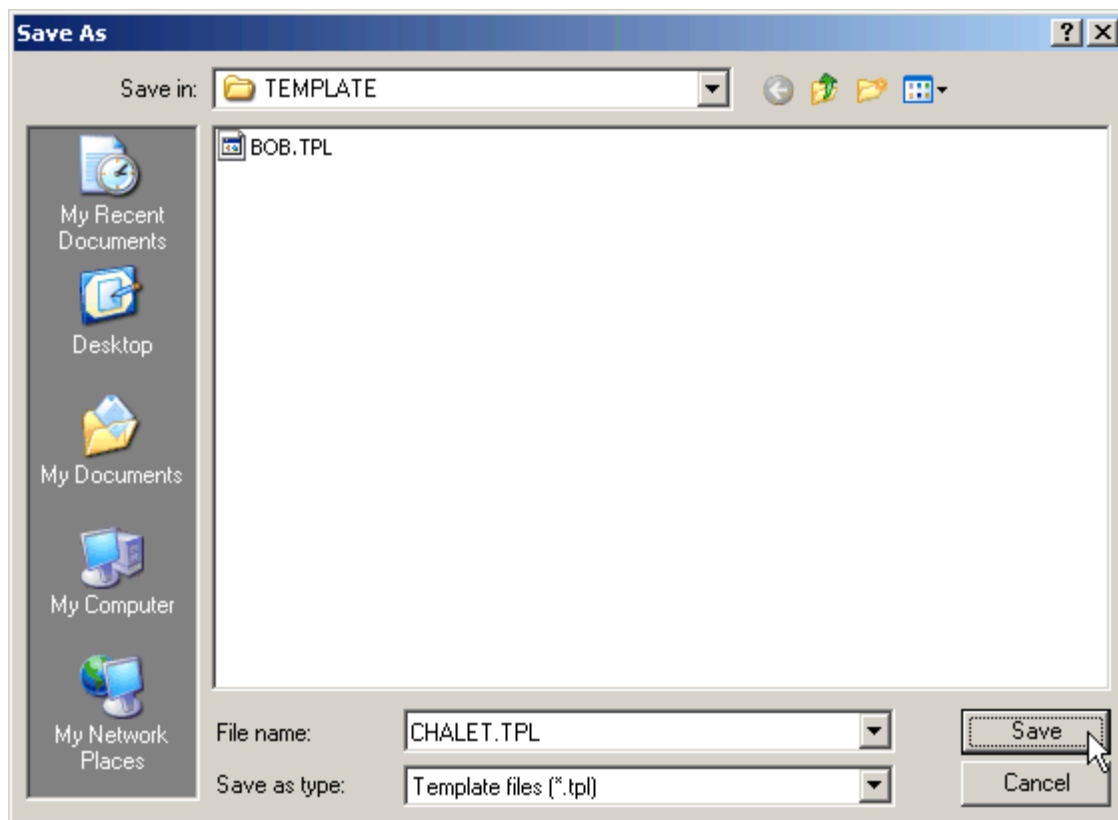 Save As
Save in: TEMPLATE
BOB.TPL
My Recent
Documents
Desktop
My Documents
My Computer
My Network
Places
File name: CHALET.TPL Save
Save as type: Template files (*.tpl) Cancel